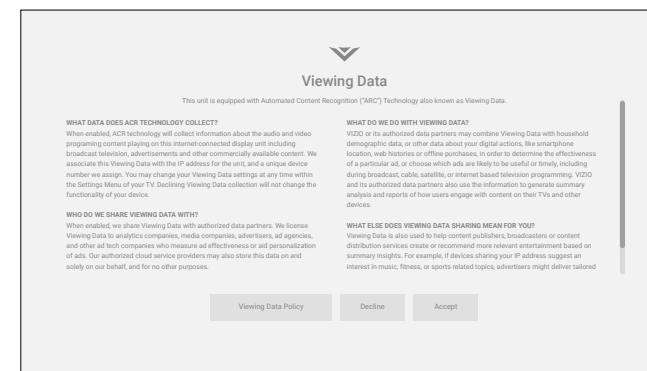 Viewing Data
This unit is equipped with Automated Content Recognition ("ARC") Technology also known as Viewing Data.
WHAT DATA DOES ACR TECHNOLOGY COLLECT?
When enabled, ACR technology will collect information about the audio and video
programing content playing on this internet-connected display unit including
broadcast television, advertisements and other commercially available content. We
associate this Viewing Data with the IP address for the unit, and a unique device
number we assign. You may change your Viewing Data settings at any time within
the Settings Menu of your TV. Declining Viewing Data collection will not change the
functionality of your device.
WHO DO WE SHARE VIEWING DATA WITH?
When enabled, we share Viewing Data with authorized data partners. We license
Viewing Data to analytics companies, media companies, advertisers, ad agencies,
and other ad tech companies who measure ad effectiveness or aid personalization
of ads. Our authorized cloud service providers may also store this data on and
solely on our behalf, and for no other purposes.
WHAT DO WE DO WITH VIEWING DATA?
VIZIO or its authorized data partners may combine Viewing Data with household
demographic data, or other data about your digital actions, like smartphone
location, web histories or offline purchases, in order to determine the effectiveness
of a particular ad, or choose which ads are likely to be useful or timely, including
during broadcast, cable, satellite, or internet based television programming. VIZIO
and its authorized data partners also use the information to generate summary
analysis and reports of how users engage with content on their TVs and other
devices.
WHAT ELSE DOES VIEWING DATA SHARING MEAN FOR YOU?
Viewing Data is also used to help content publishers, broadcasters or content
distribution services create or recommend more relevant entertainment based on
summary insights. For example, if devices sharing your IP address suggest an
interest in music, fitness, or sports related topics, advertisers might deliver tailored
Viewing Data Policy
Decline
Accept